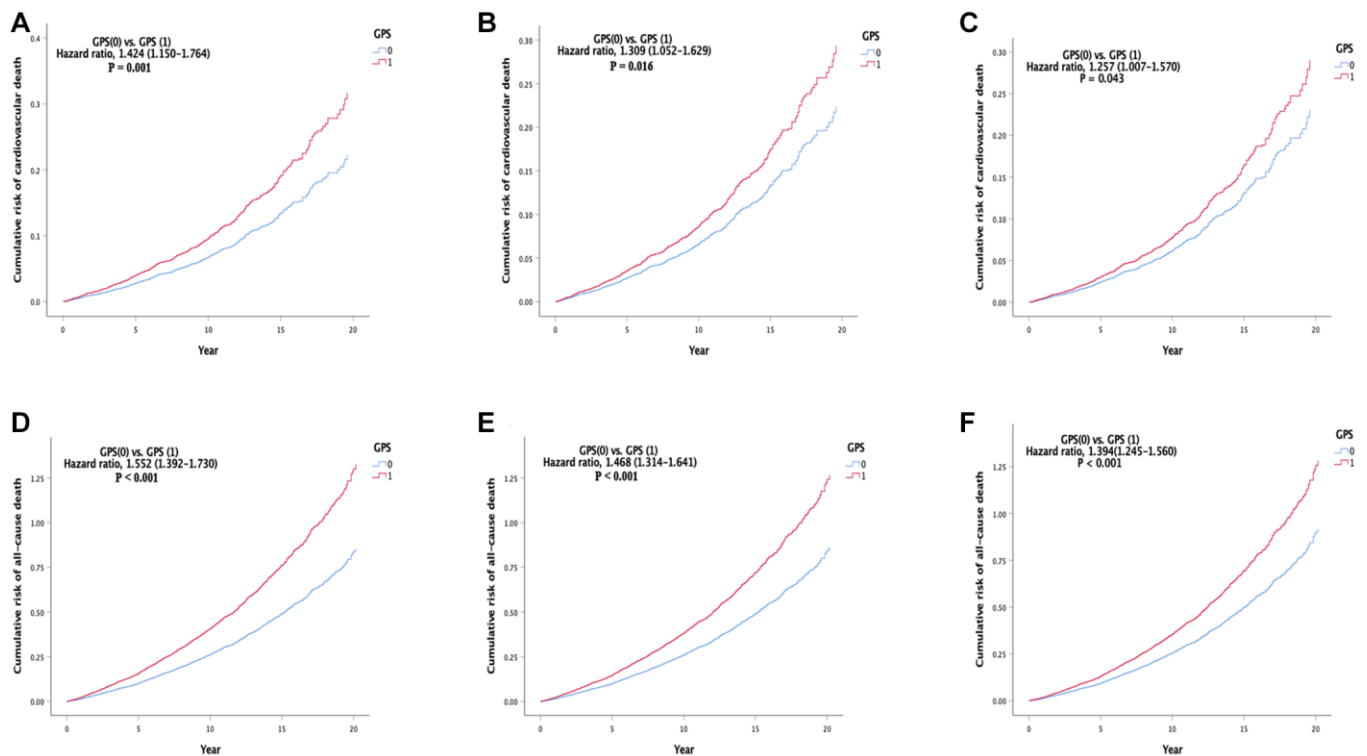 A
GPS(0) vs. GPS (1)
Hazard ratio, 1.424 (1.150-1.764)
P = 0.001
GPS
0
1
Cumulative risk of cardiovascular death
0.4
0.3
0.2
0.1
0.0
0 5 10 15 20
Year
B
GPS(0) vs. GPS (1)
Hazard ratio, 1.309 (1.052-1.629)
P = 0.016
GPS
0
1
Cumulative risk of cardiovascular death
0.30
0.25
0.20
0.15
0.10
0.05
0.00
0 5 10 15 20
Year
C
GPS(0) vs. GPS (1)
Hazard ratio, 1.257 (1.007-1.570)
P = 0.043
GPS
0
1
Cumulative risk of cardiovascular death
0.30
0.25
0.20
0.15
0.10
0.05
0.00
0 5 10 15 20
Year
D
GPS(0) vs. GPS (1)
Hazard ratio, 1.552 (1.392-1.730)
P < 0.001
GPS
0
1
Cumulative risk of all-cause death
1.25
1.00
0.75
0.50
0.25
0.00
0 5 10 15 20
Year
E
GPS(0) vs. GPS (1)
Hazard ratio, 1.468 (1.314-1.641)
P < 0.001
GPS
0
1
Cumulative risk of all-cause death
1.25
1.00
0.75
0.50
0.25
0.00
0 5 10 15 20
Year
F
GPS(0) vs. GPS (1)
Hazard ratio, 1.394(1.245-1.560)
P < 0.001
GPS
0
1
Cumulative risk of all-cause death
1.25
1.00
0.75
0.50
0.25
0.00
0 5 10 15 20
Year